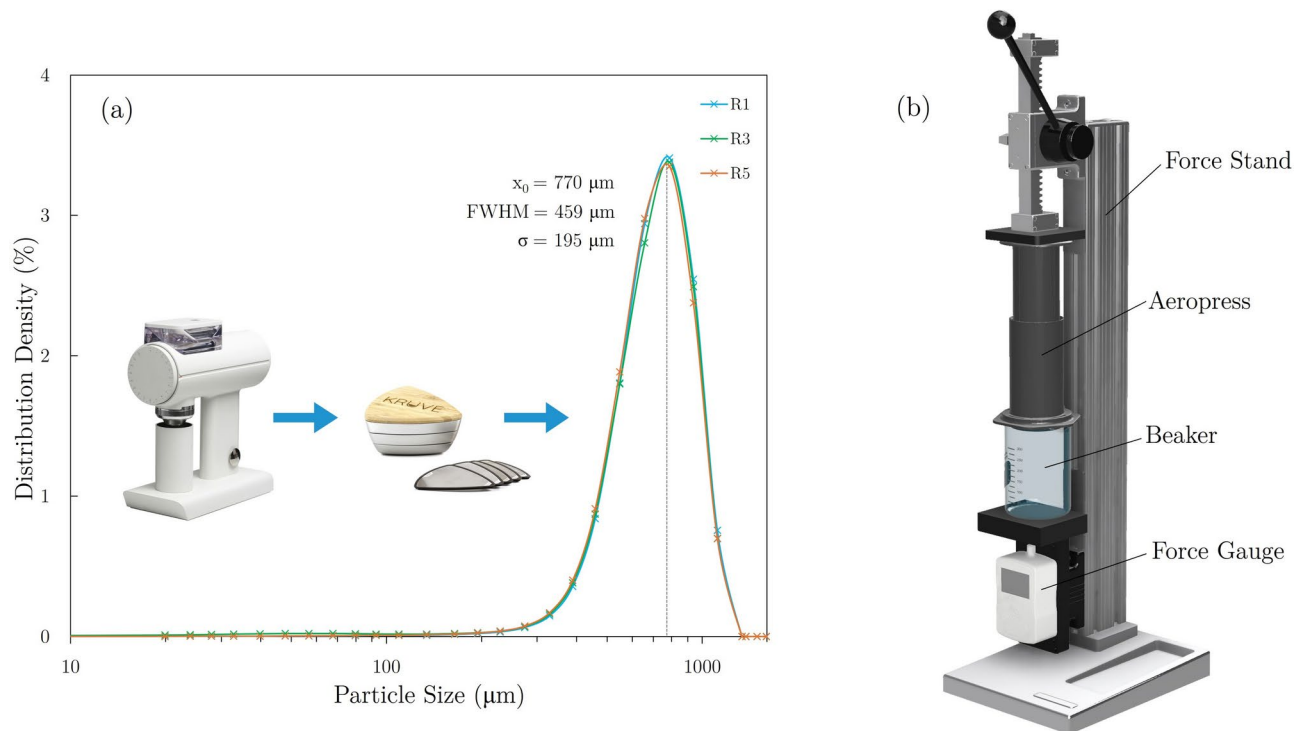 (a)
4
3
2
1
0
Distribution Density (%)
R1
R3
R5
x₀ = 770 μm
FWHM = 459 μm
σ = 195 μm
KRUVE
10
100
1000
Particle Size (μm)
(b)
Force Stand
Aeropress
Beaker
Force Gauge